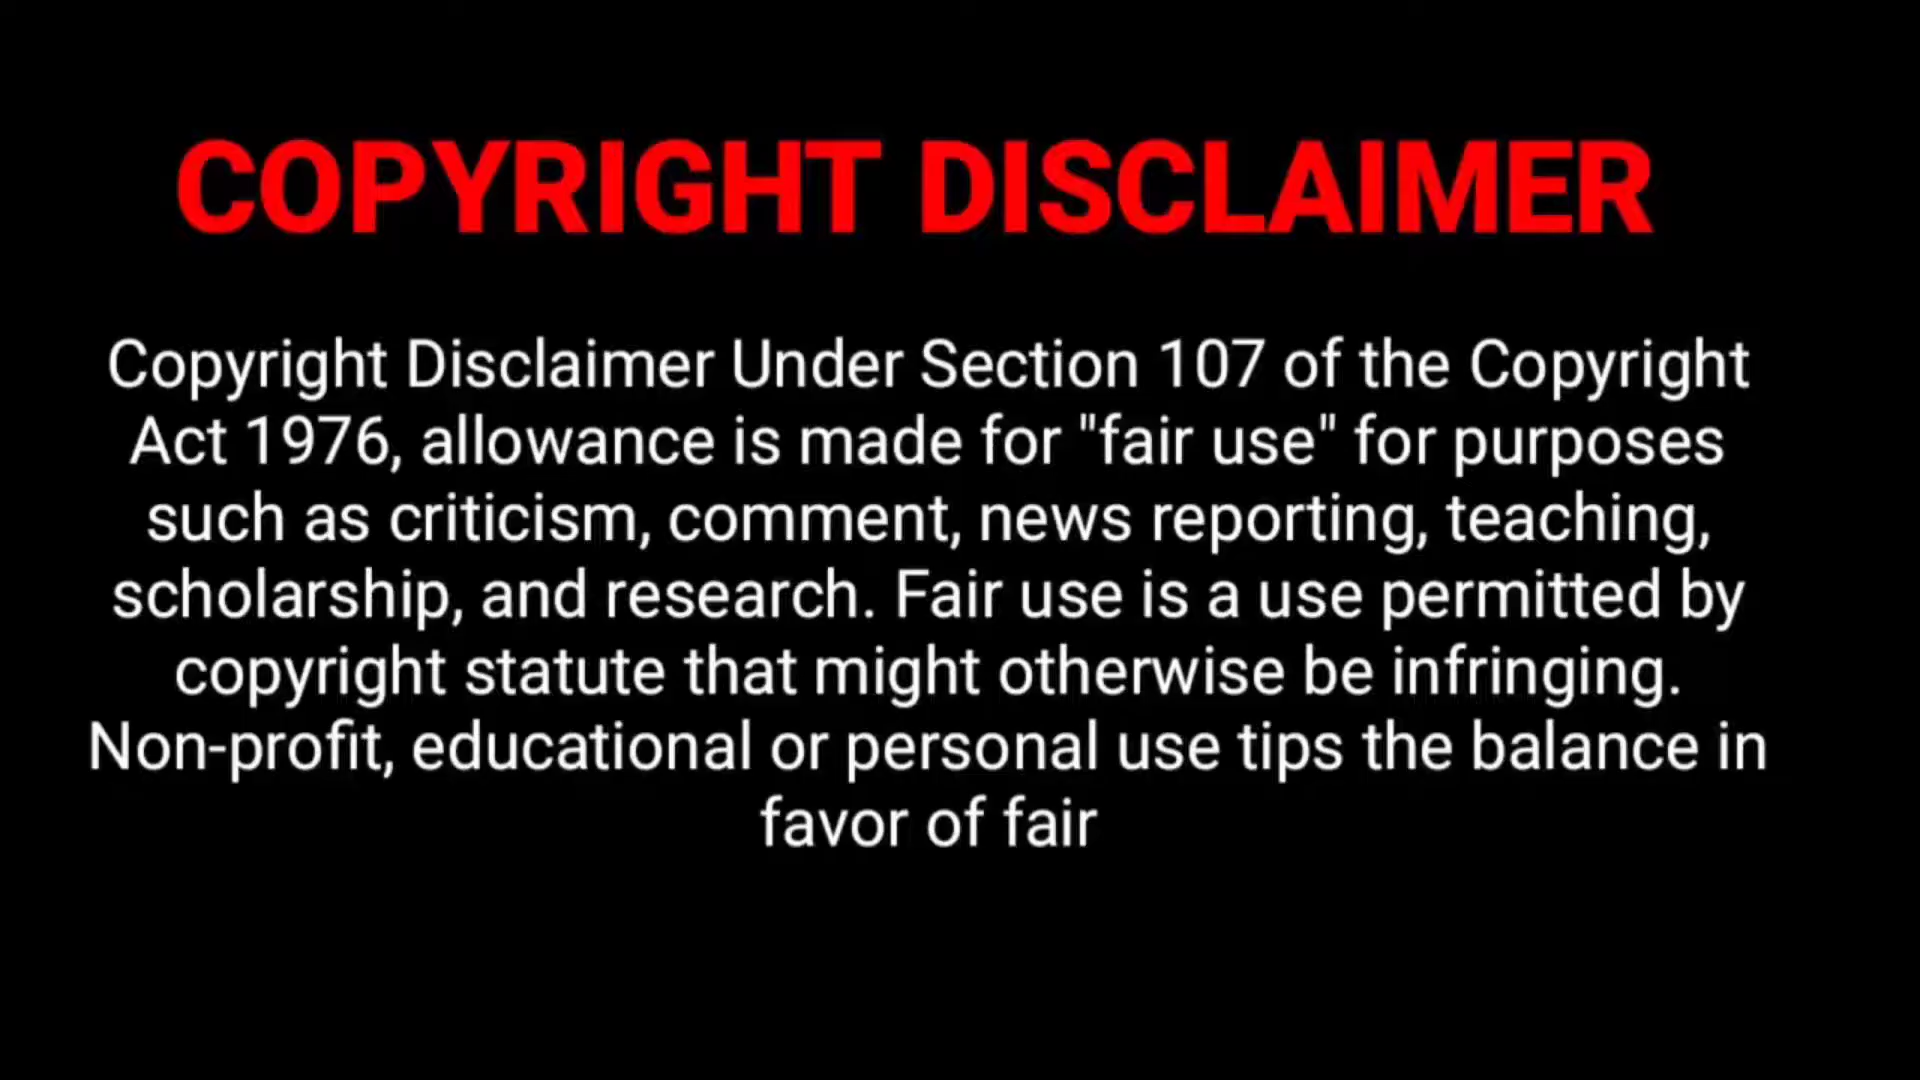 COPYRIGHT DISCLAIMER
Copyright Disclaimer Under Section 107 of the Copyright
Act 1976, allowance is made for "fair use" for purposes
such as criticism, comment, news reporting, teaching,
scholarship, and research. Fair use is a use permitted by
copyright statute that might otherwise be infringing.
Non-profit, educational or personal use tips the balance in
favor of fair